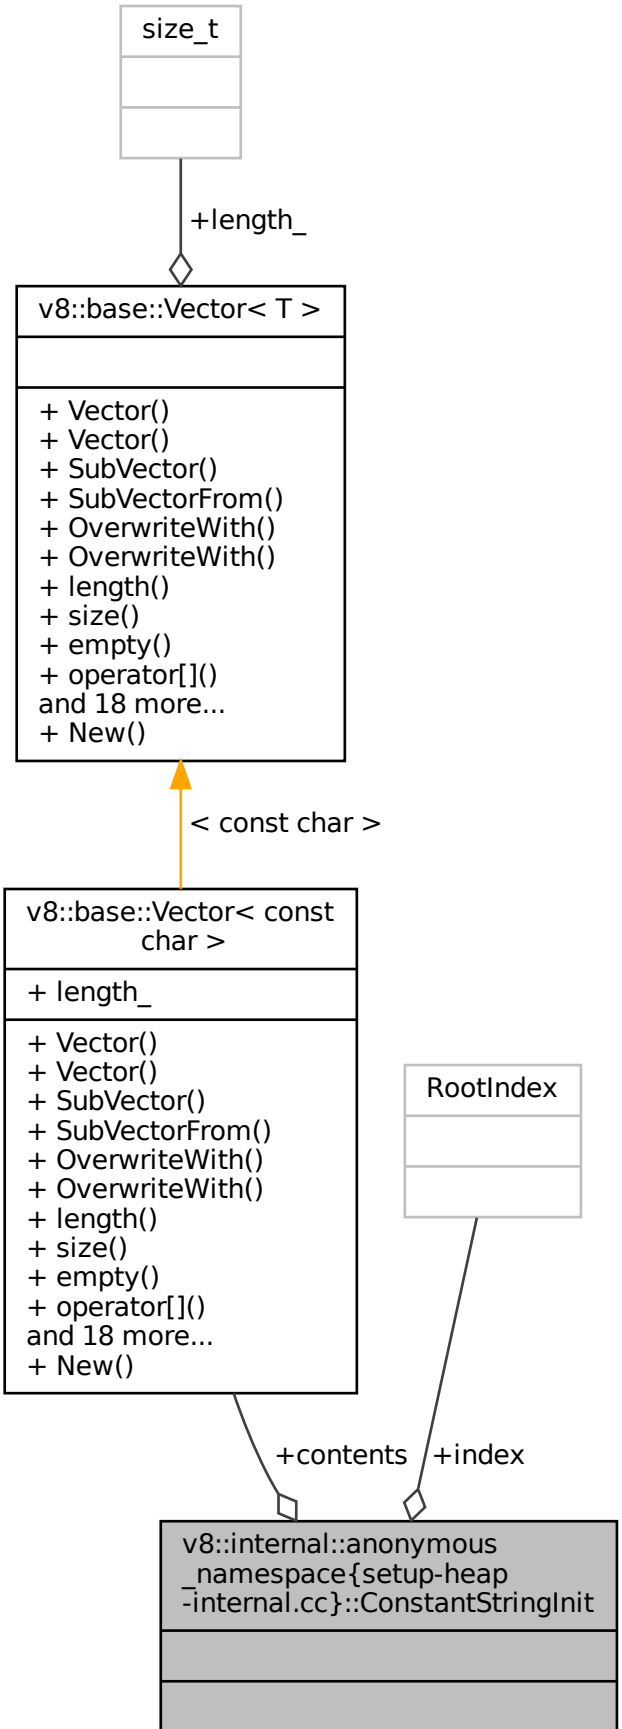 size_t
+length_
v8::base::Vector< T >
+ Vector()
+ Vector()
+ SubVector()
+ SubVectorFrom()
+ OverwriteWith()
+ OverwriteWith()
+ length()
+ size()
+ empty()
+ operator[]()
and 18 more...
+ New()
< const char >
v8::base::Vector< const
char >
+ length_
+ Vector()
+ Vector()
+ SubVector()
+ SubVectorFrom()
+ OverwriteWith()
+ OverwriteWith()
+ length()
+ size()
+ empty()
+ operator[]()
and 18 more...
+ New()
RootIndex
+contents
+index
v8::internal::anonymous
_namespace{setup-heap
-internal.cc}::ConstantStringInit